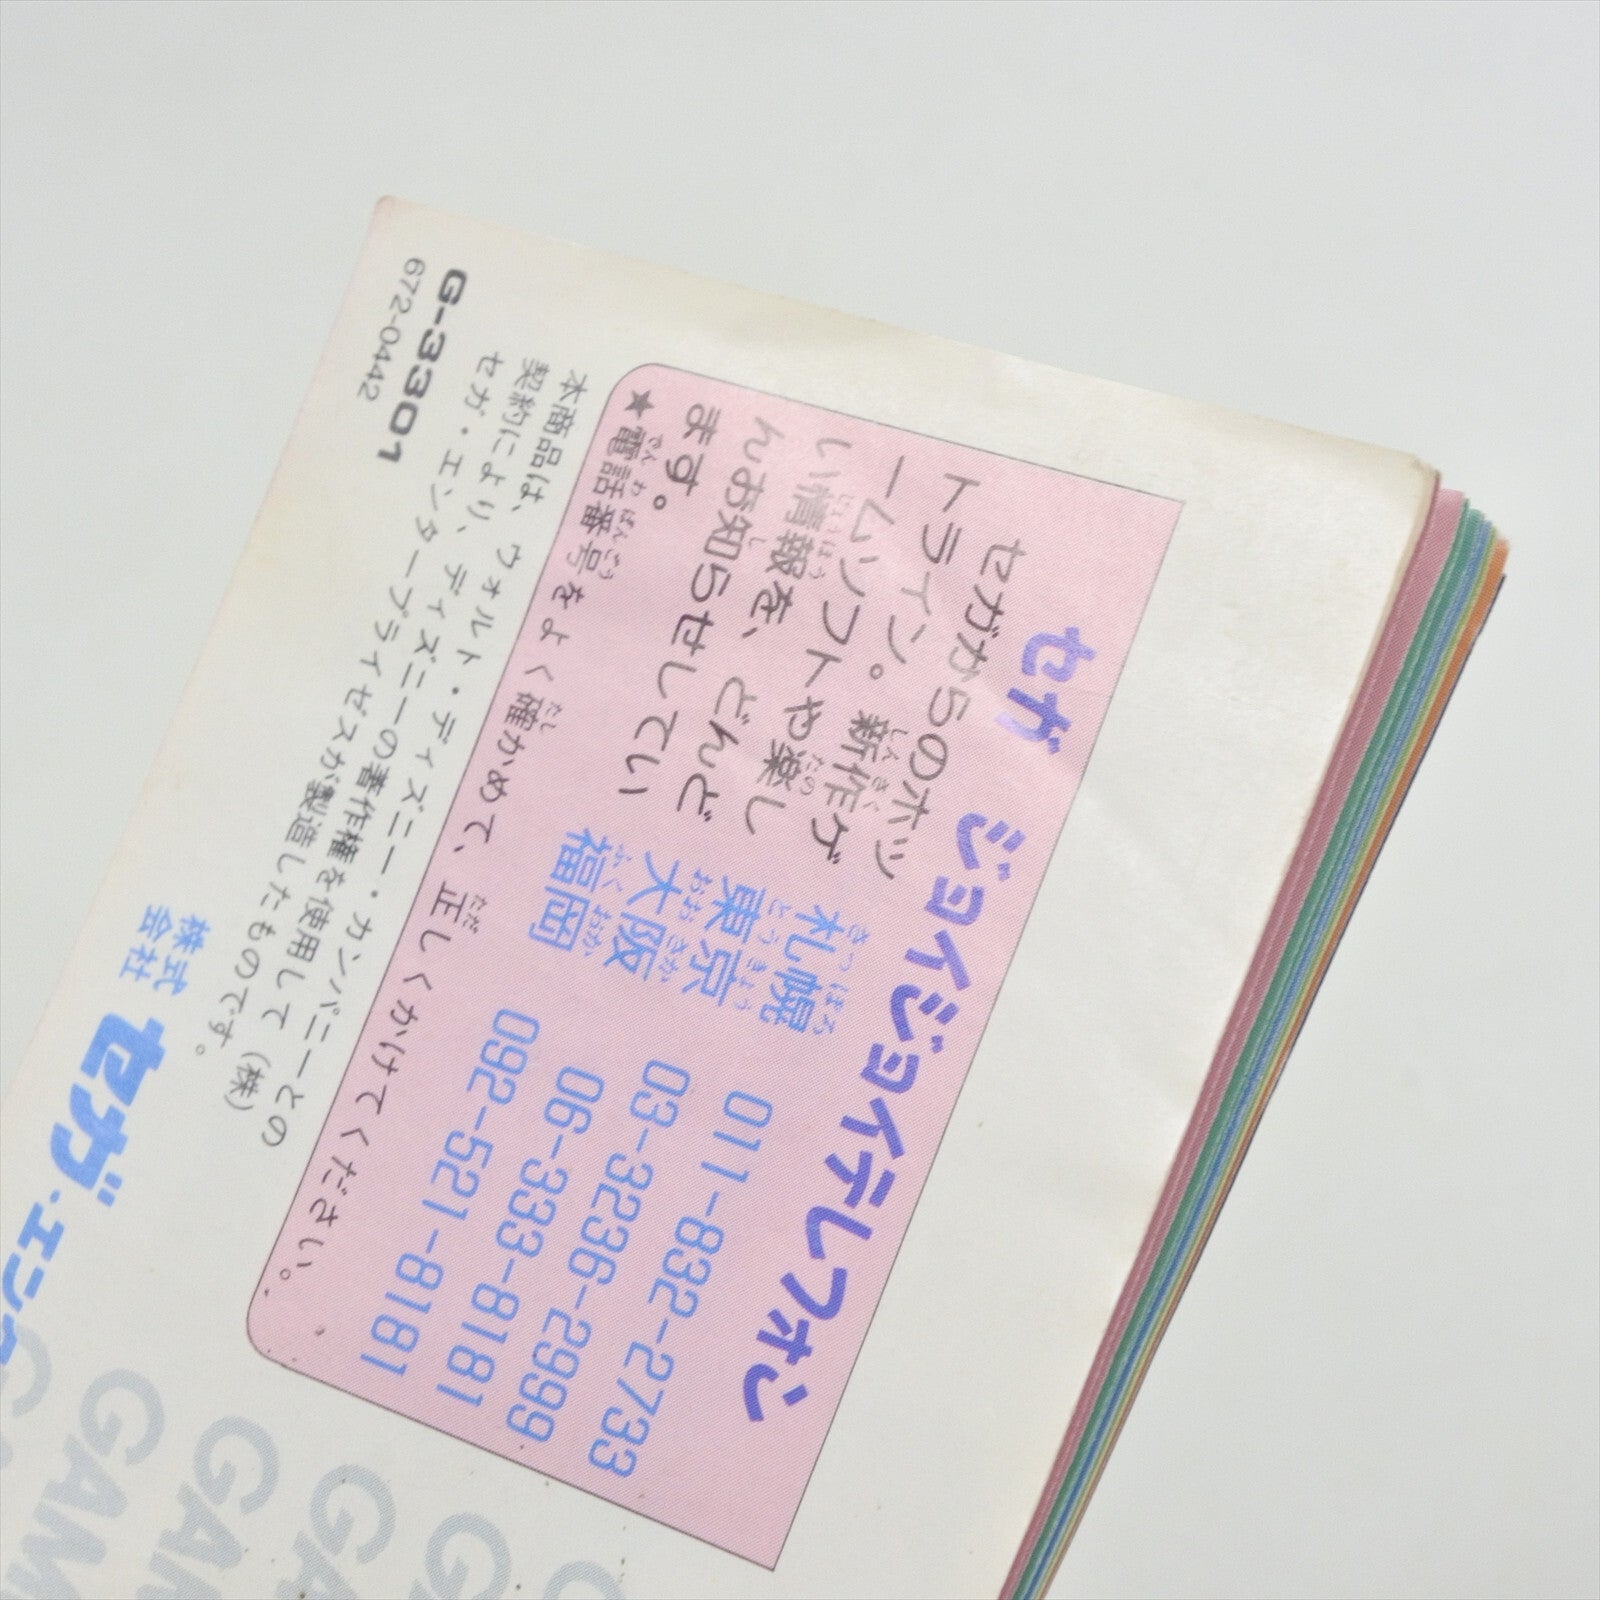 セガ ジョイジョイテレフォン
セガからのホッ
トライン。新作ゲ
ームソフトや楽し
い情報を、どんど
んお知らせしてい
ます。
札幌 011-832-2733
東京 03-3236-2999
大阪 06-333-8181
福岡 092-521-8181
★電話番号をよく確かめて、正しくかけてください。
本商品は、ウォルト・ディズニー・カンパニーとの
契約により、ディズニーの著作権を使用して(株)
セガ・エンタープライゼスが製造したものです。
G-3301
672-0442
株式会社 セガ・エン
GAM
GAM